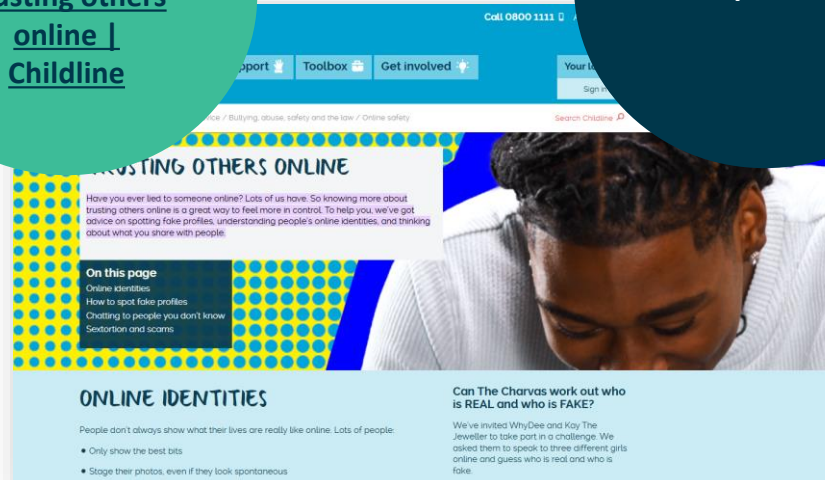 online |
Childline
Call 0800 1111
Toolbox
Get involved
Sign in
/ Bullying, abuse, safety and the law / Online safety
Search Childline
TRUSTING OTHERS ONLINE
Have you ever lied to someone online? Lots of us have. So knowing more about
trusting others online is a great way to feel more in control. To help you, we've got
advice on spotting fake profiles, understanding people's online identities, and thinking
about what you share with people.
On this page
Online identities
How to spot fake profiles
Chatting to people you don't know
Sextortion and scams
ONLINE IDENTITIES
People don't always show what their lives are really like online. Lots of people:
• Only show the best bits
• Stage their photos, even if they look spontaneous
Can The Charvas work out who
is REAL and who is FAKE?
We've invited WhyDee and Kay The
Jeweller to take part in a challenge. We
asked them to speak to three different girls
online and guess who is real and who is
fake.